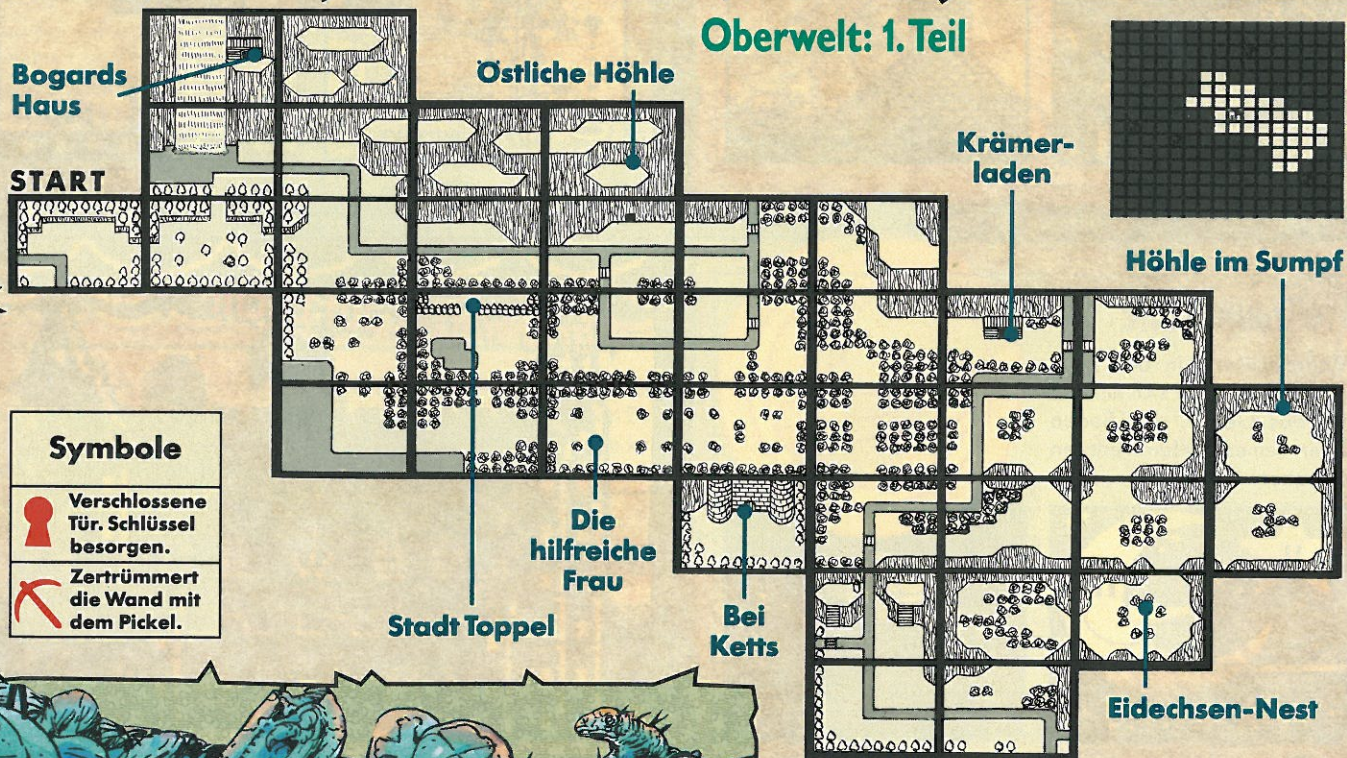 Oberwelt: 1. Teil
Bogards
Haus
Östliche Höhle
Krämer-
laden
START
Höhle im Sumpf
Symbole
Verschlossene
Tür. Schlüssel
besorgen.
Zertrümmert
die Wand mit
dem Pickel.
Die
hilfreiche
Frau
Stadt Toppel
Bei
Ketts
Eidechsen-Nest